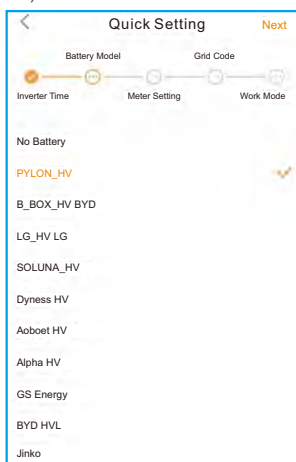 Quick Setting Next
Battery Model Grid Code
Inverter Time Meter Setting Work Mode
No Battery
PYLON_HV
B_BOX_HV BYD
LG_HV LG
SOLUNA_HV
Dyness HV
Aoboet HV
Alpha HV
GS Energy
BYD HVL
Jinko